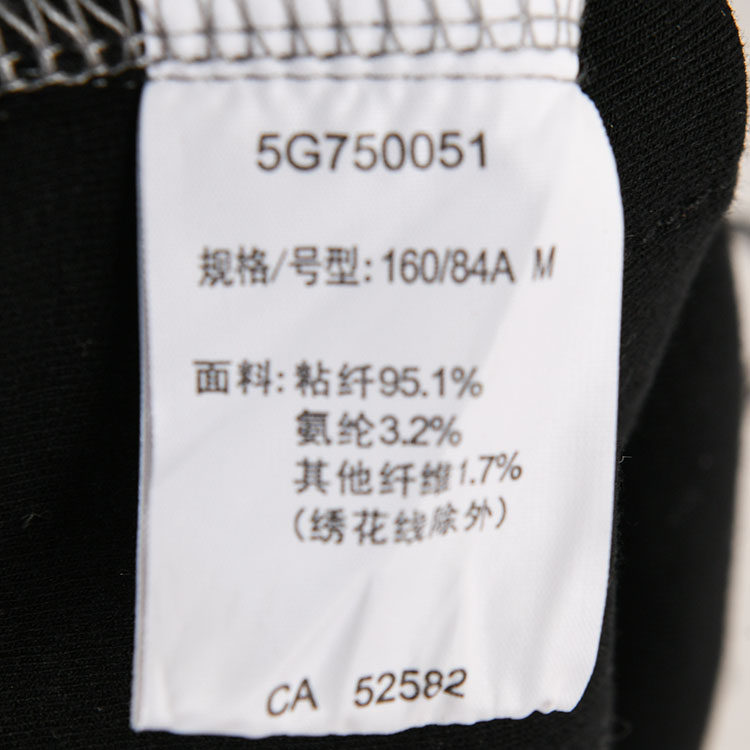 5G750051
规格/号型: 160/84A M
面料: 粘纤95.1%
氨纶3.2%
其他纤维1.7%
(绣花线除外)
CA 52582